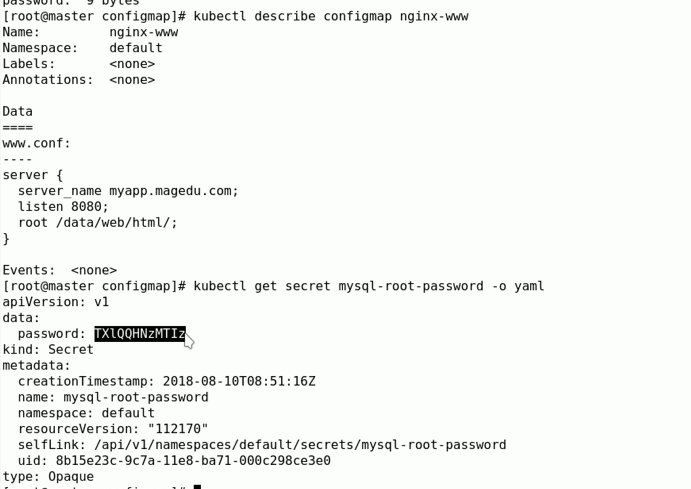 password:  9 bytes
[root@master configmap]# kubectl describe configmap nginx-www
Name:         nginx-www
Namespace:    default
Labels:       <none>
Annotations:  <none>

Data
====
www.conf:
----
server {
  server_name myapp.magedu.com;
  listen 8080;
  root /data/web/html/;
}

Events:  <none>
[root@master configmap]# kubectl get secret mysql-root-password -o yaml
apiVersion: v1
data:
  password: TXlQQHNzMTIz
kind: Secret
metadata:
  creationTimestamp: 2018-08-10T08:51:16Z
  name: mysql-root-password
  namespace: default
  resourceVersion: "112170"
  selfLink: /api/v1/namespaces/default/secrets/mysql-root-password
  uid: 8b15e23c-9c7a-11e8-ba71-000c298ce3e0
type: Opaque